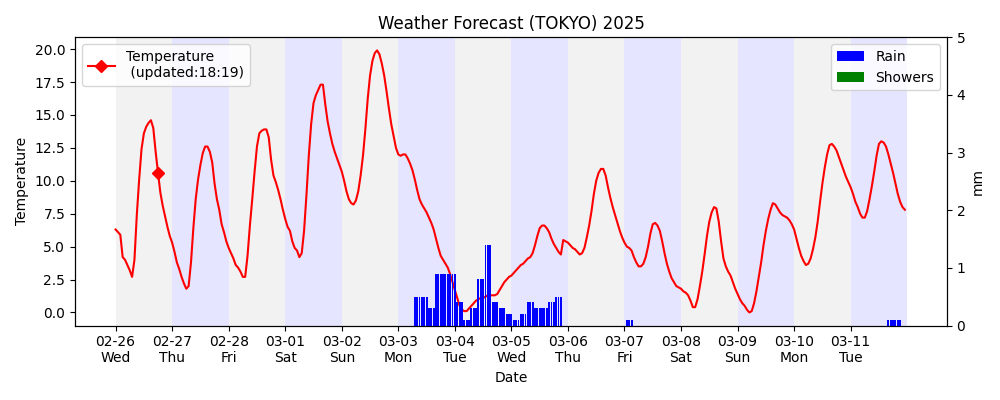 Weather Forecast (TOKYO) 2025
Temperature
(updated:18:19)
Rain
Showers
Temperature
20.0
17.5
15.0
12.5
10.0
7.5
5.0
2.5
0.0
5
4
3
2
1
0
mm
02-26 02-27 02-28 03-01 03-02 03-03 03-04 03-05 03-06 03-07 03-08 03-09 03-10 03-11
Wed Thu Fri Sat Sun Mon Tue Wed Thu Fri Sat Sun Mon Tue
Date